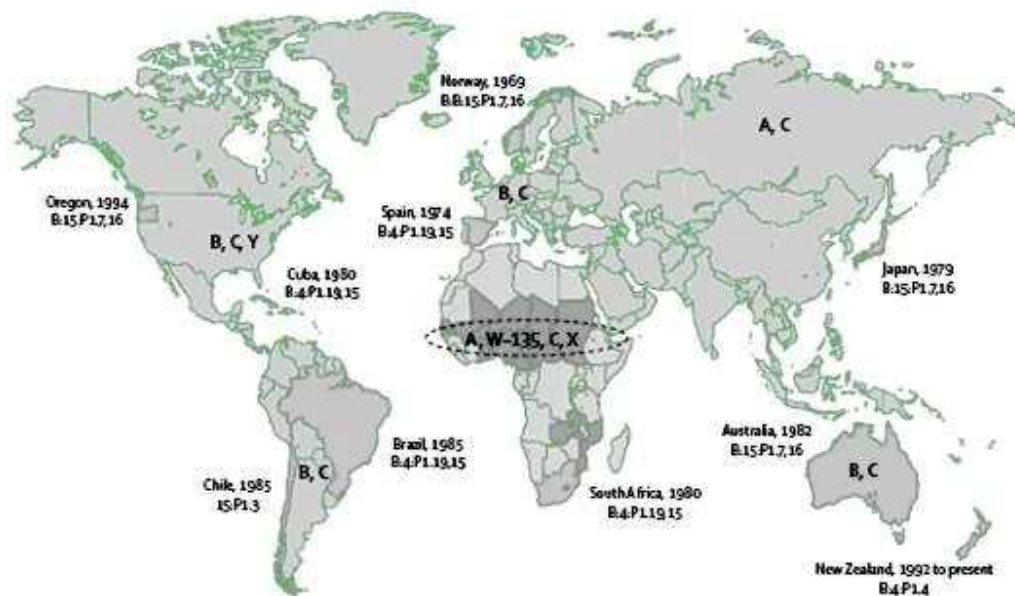 Norway, 1969
B:B:15:P1.7,16
A, C
Oregon, 1994
B:15:P1.7,16
B, C
Spain, 1974
B:4:P1.19,15
B, C, Y
Cuba, 1980
B:4:P1.19,15
Japan, 1979
B:15:P1.7,16
A, W–135, C, X
Australia, 1982
B:15:P1.7,16
Brazil, 1985
B:4:P1.19,15
B, C
B, C
Chile, 1985
15:P1.3
South Africa, 1980
B:4:P1.19,15
New Zealand, 1992 to present
B:4:P1.4